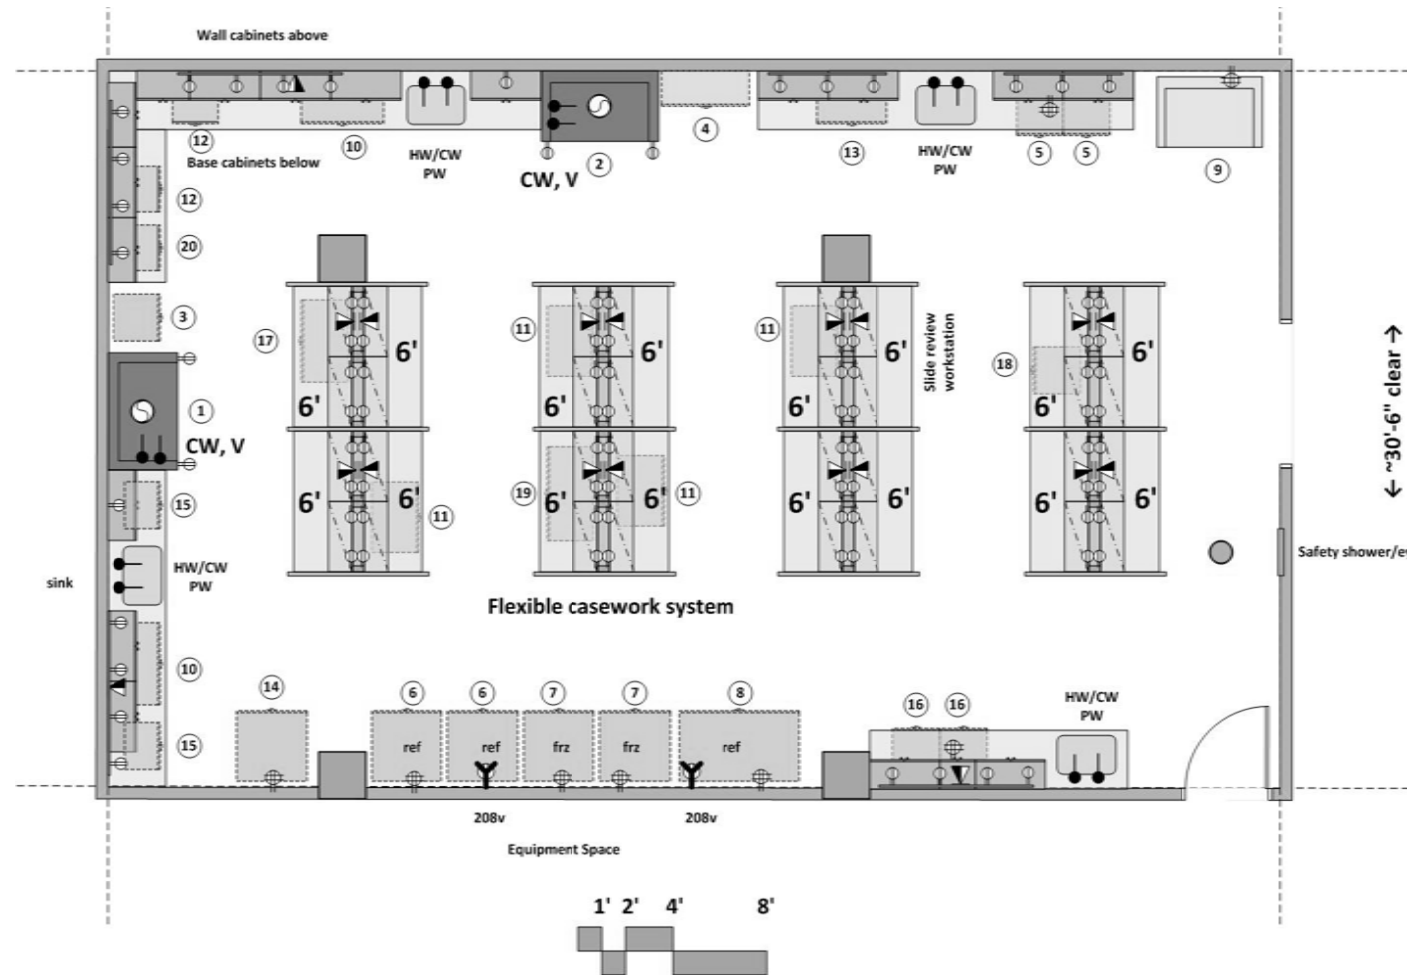 Wall cabinets above
12
10
HW/CW
PW
CW, V
2
4
13
HW/CW
PW
5
5
9
Base cabinets below
12
20
3
1
CW, V
15
sink
HW/CW
PW
10
15
17
6'
6'
11
6'
6'
11
6'
6'
Slide review
workstation
18
6'
6'
6'
6'
11
19
6'
6'
11
6'
6'
6'
← ~30'-6" clear →
Safety shower/ey
Flexible casework system
14
6
6
7
7
8
ref
ref
frz
frz
ref
16
16
HW/CW
PW
208v
208v
Equipment Space
1' 2' 4' 8'